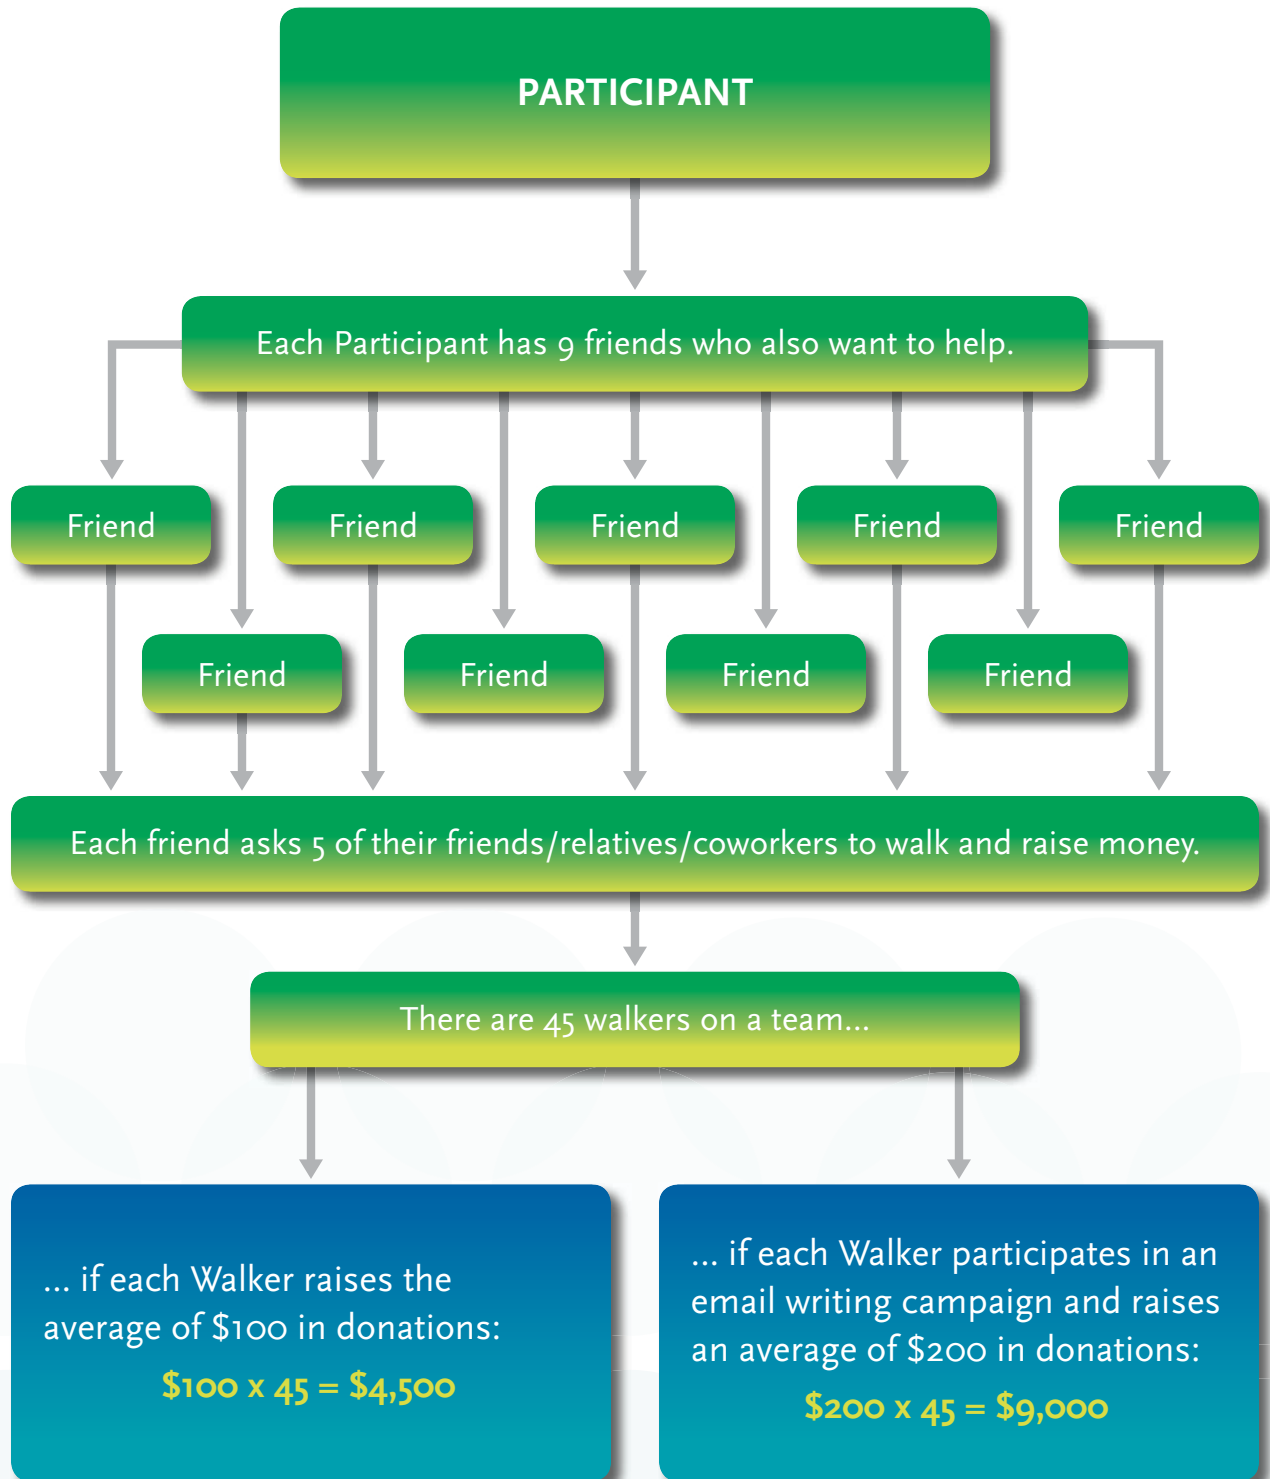 PARTICIPANT
Each Participant has 9 friends who also want to help.
Friend
Friend
Friend
Friend
Friend
Friend
Friend
Friend
Friend
Each friend asks 5 of their friends/relatives/coworkers to walk and raise money.
There are 45 walkers on a team...
... if each Walker raises the
average of $100 in donations:
$100 x 45 = $4,500
... if each Walker participates in an
email writing campaign and raises
an average of $200 in donations:
$200 x 45 = $9,000